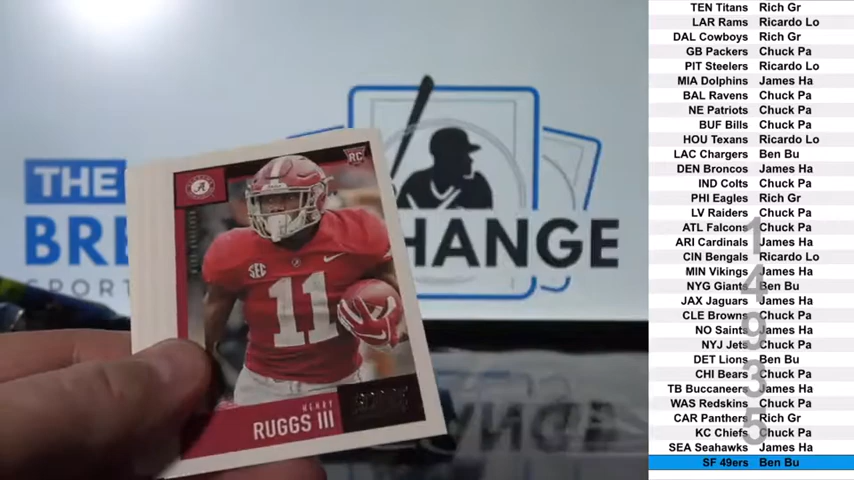 THE
BRE
HANGE
SPORT
RC
A
SEC
11
HENRY
RUGGS III
SCORE
TEN Titans Rich Gr
LAR Rams Ricardo Lo
DAL Cowboys Rich Gr
GB Packers Chuck Pa
PIT Steelers Ricardo Lo
MIA Dolphins James Ha
BAL Ravens Chuck Pa
NE Patriots Chuck Pa
BUF Bills Chuck Pa
HOU Texans Ricardo Lo
LAC Chargers Ben Bu
DEN Broncos James Ha
IND Colts Chuck Pa
PHI Eagles Rich Gr
LV Raiders Chuck Pa
ATL Falcons Chuck Pa
ARI Cardinals James Ha
CIN Bengals Ricardo Lo
MIN Vikings James Ha
NYG Giants Ben Bu
JAX Jaguars James Ha
CLE Browns Chuck Pa
NO Saints James Ha
NYJ Jets Chuck Pa
DET Lions Ben Bu
CHI Bears Chuck Pa
TB Buccaneers James Ha
WAS Redskins Chuck Pa
CAR Panthers Rich Gr
KC Chiefs Chuck Pa
SEA Seahawks James Ha
SF 49ers Ben Bu
1
4
9
3
5